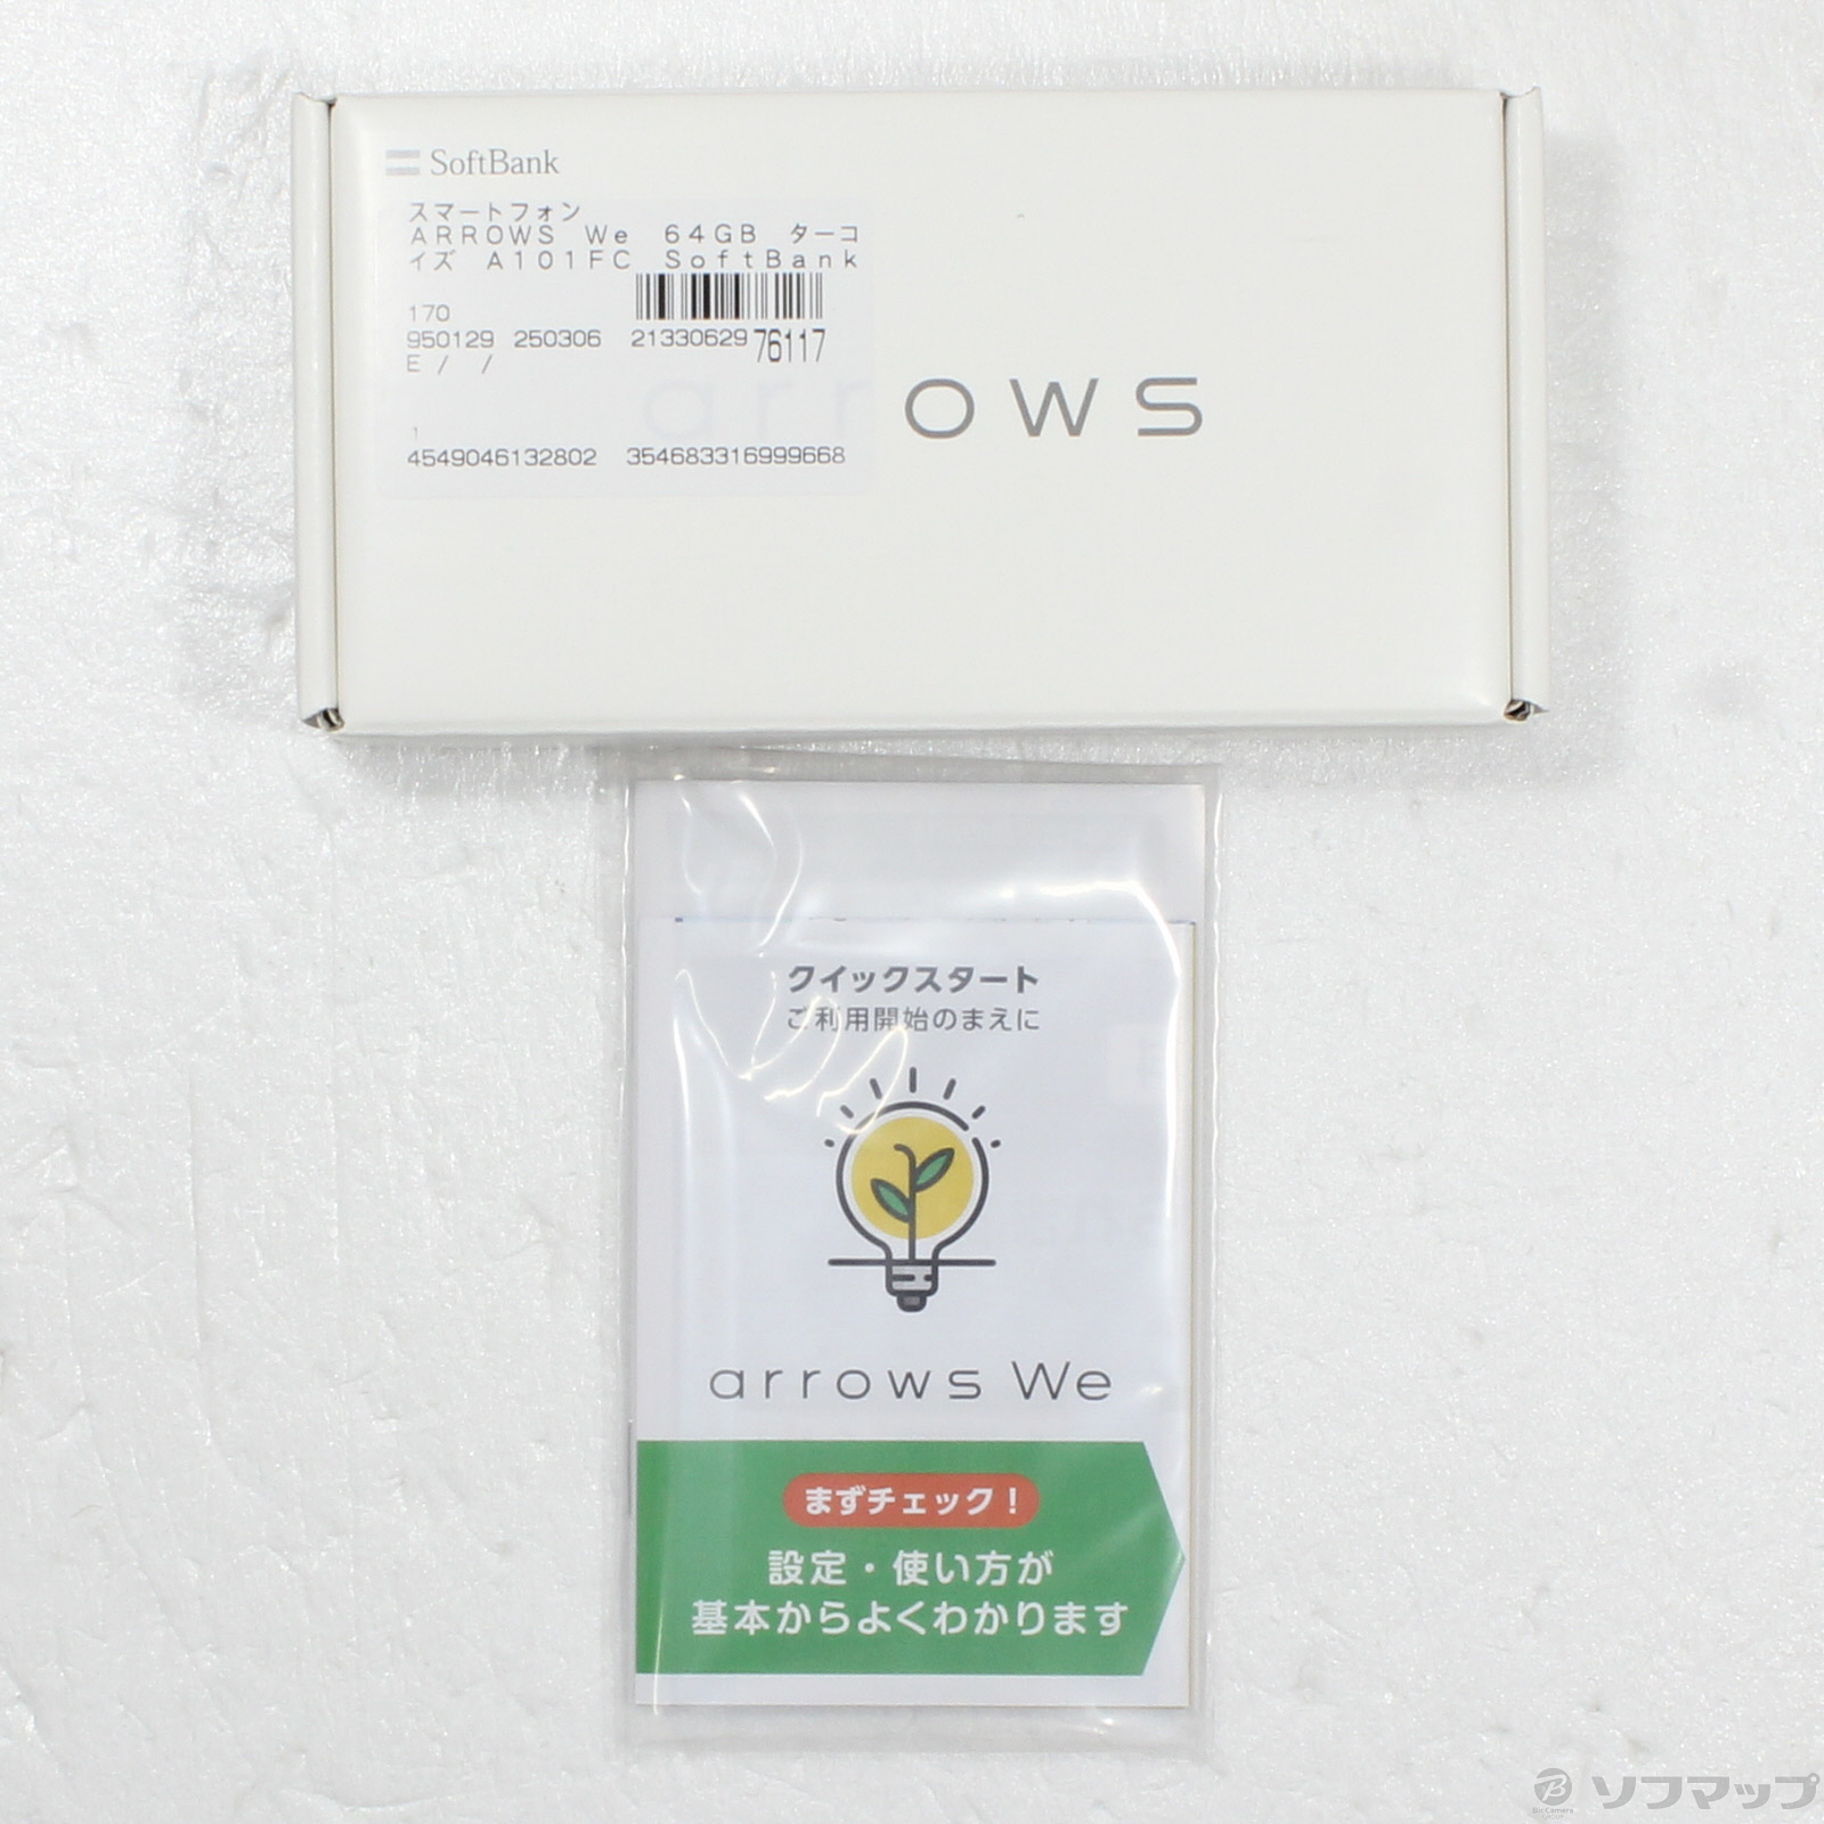 SoftBank
スマートフォン
ARROWS We 64GB ターコ
イズ A101FC SoftBank
170
950129 250306 2133062976117
E / /
arrows
1
4549046132802 354683316999668
クイックスタート
ご利用開始のまえに
arrows We
まずチェック!
設定・使い方が
基本からよくわかります
BicCamera
GROUP
ソフマップ